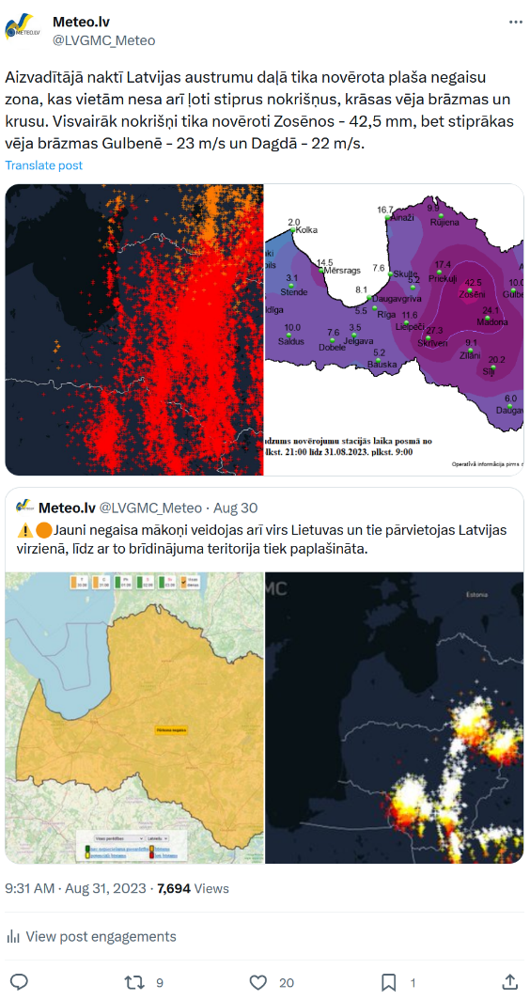 Meteo.lv
@LVGMC_Meteo
Aizvadītājā naktī Latvijas austrumu daļā tika novērota plaša negaisu
zona, kas vietām nesa arī ļoti stiprus nokrišņus, krāsas vēja brāzmas un
krusu. Visvairāk nokrišņi tika novēroti Zosēnos - 42,5 mm, bet stiprākas
vēja brāzmas Gulbenē - 23 m/s un Dagdā - 22 m/s.
Translate post
2.0
Kolka
16.7
Ainaži
9.9
Rūjiena
14.5
Mērsrags
7.6
Skulte
17.4
Priekuļi
3.1
Stende
5.2
42.5
Zosēni
10.0
8.1
Daugavgrīva
5.5
Rīga
11.6
Lielpeči
24.1
Madona
10.0
Saldus
7.6
Dobele
3.5
Jelgava
27.3
Skrīveri
9.1
Zīlāni
5.2
Bauska
20.2
Sīļi
6.0
Daugav
dzums novērojumu stacijās laika posmā no
lkst. 21:00 līdz 31.08.2023. plkst. 9:00
Operatīvā informācija pirms
Meteo.lv @LVGMC_Meteo · Aug 30
Jauni negaisa mākoņi veidojas arī virs Lietuvas un tie pārvietojas Latvijas
virzienā, līdz ar to brīdinājuma teritorija tiek paplašināta.
MC
Estonia
Pērkona negaiss
9:31 AM · Aug 31, 2023 · 7,694 Views
View post engagements
9
20
1